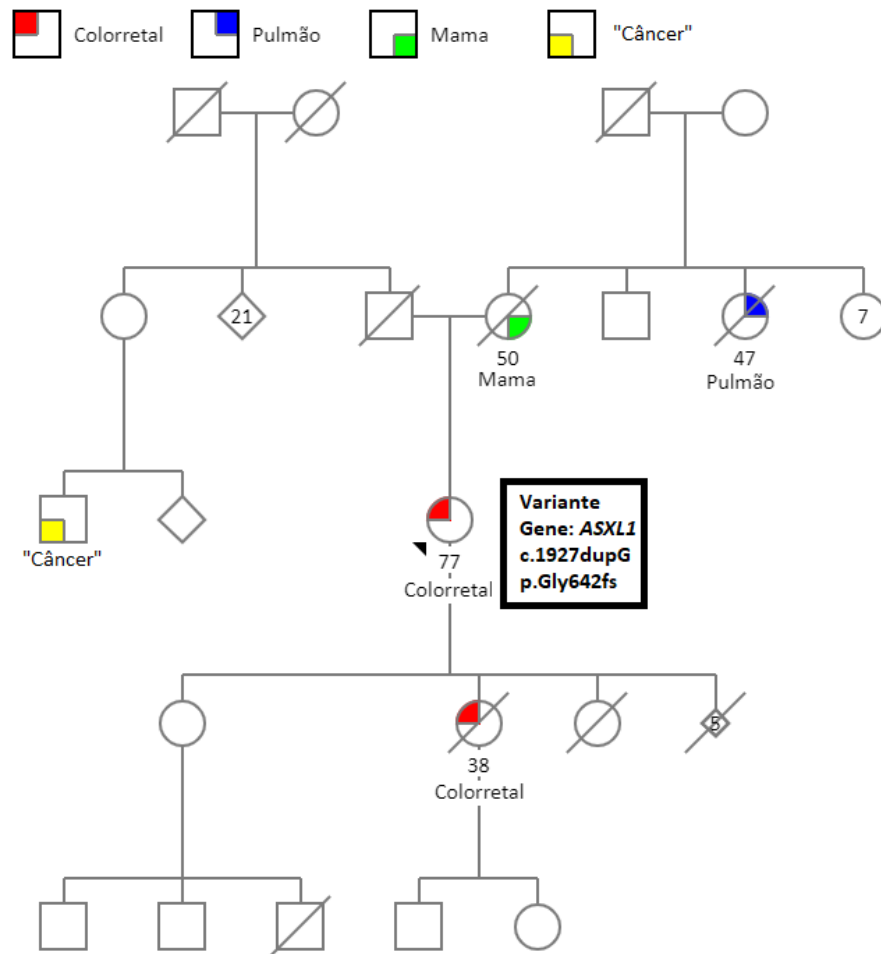 Colorretal
Pulmão
Mama
"Câncer"
21
7
50
Mama
47
Pulmão
"Câncer"
77
Colorretal
Variante
Gene: ASXL1
c.1927dupG
p.Gly642fs
5
38
Colorretal